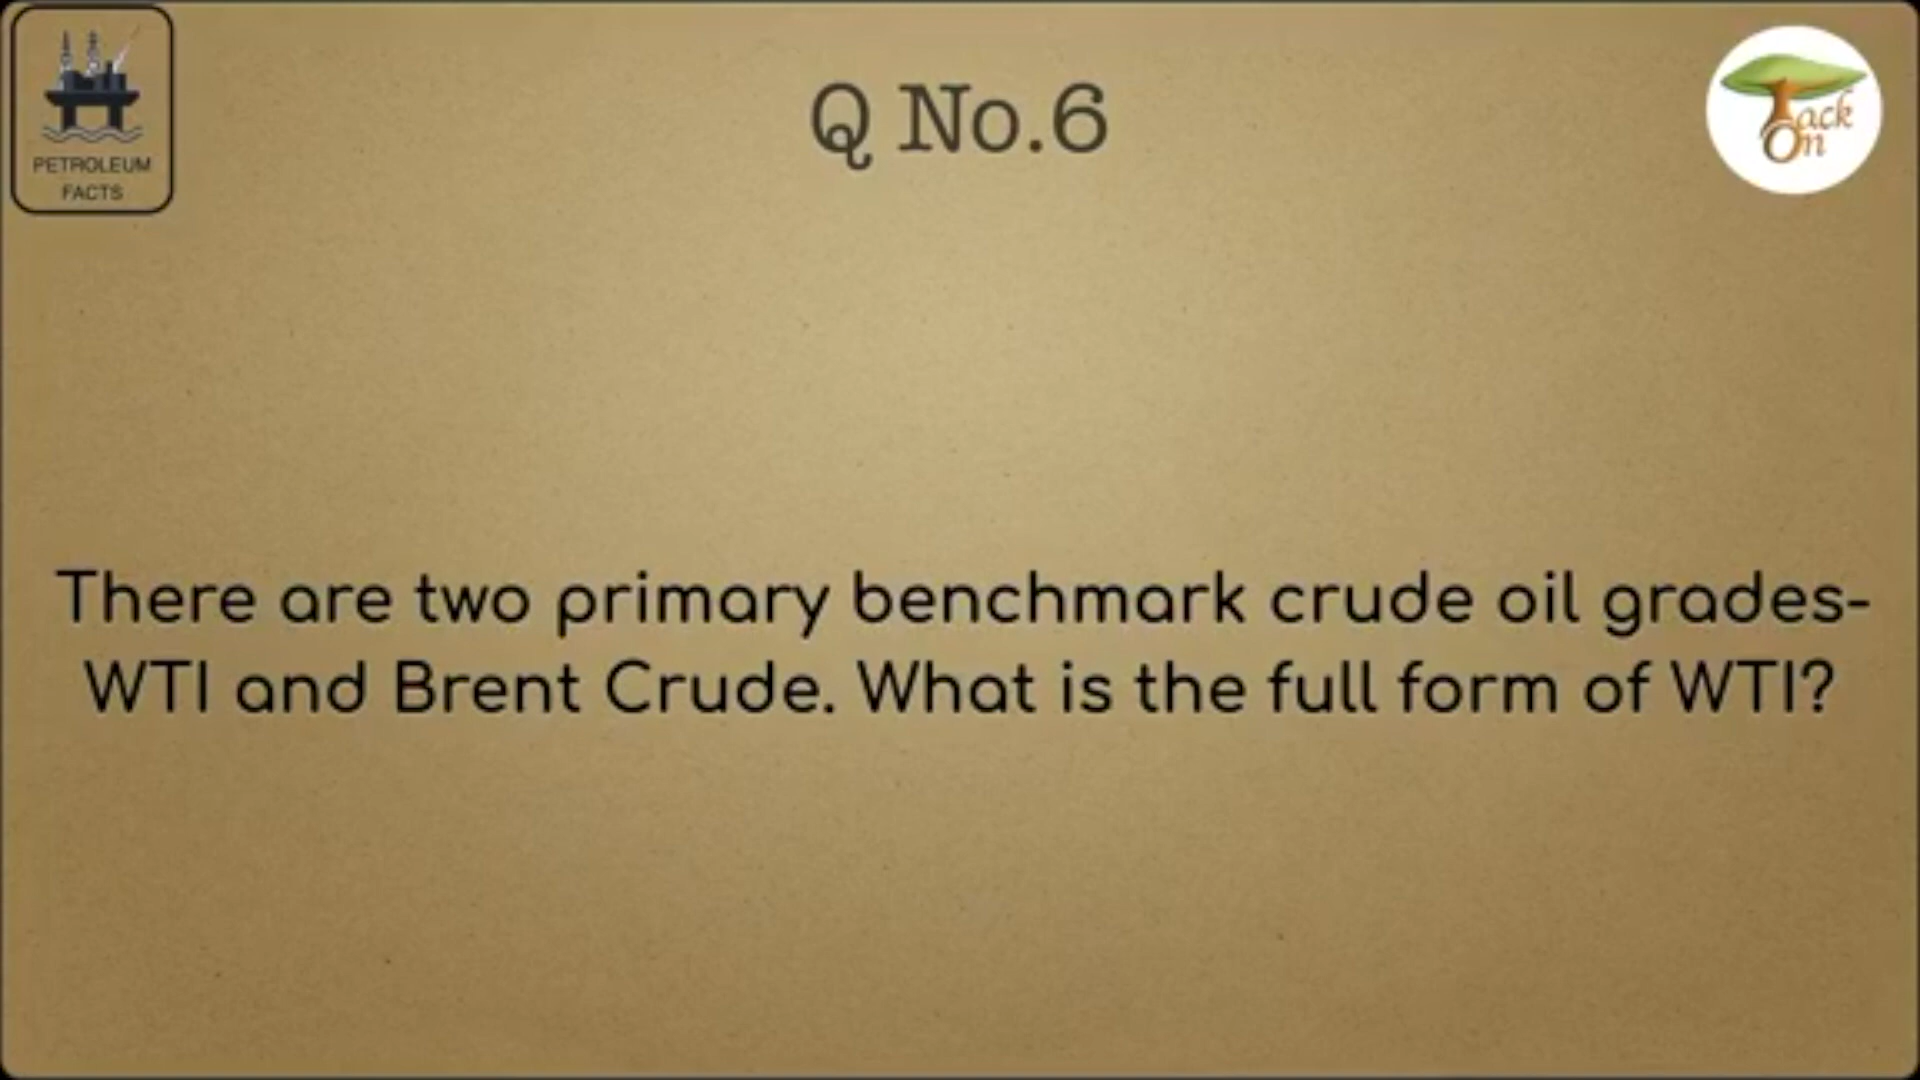 PETROLEUM
FACTS
Q No.6
Tack
On
There are two primary benchmark crude oil grades-
WTI and Brent Crude. What is the full form of WTI?